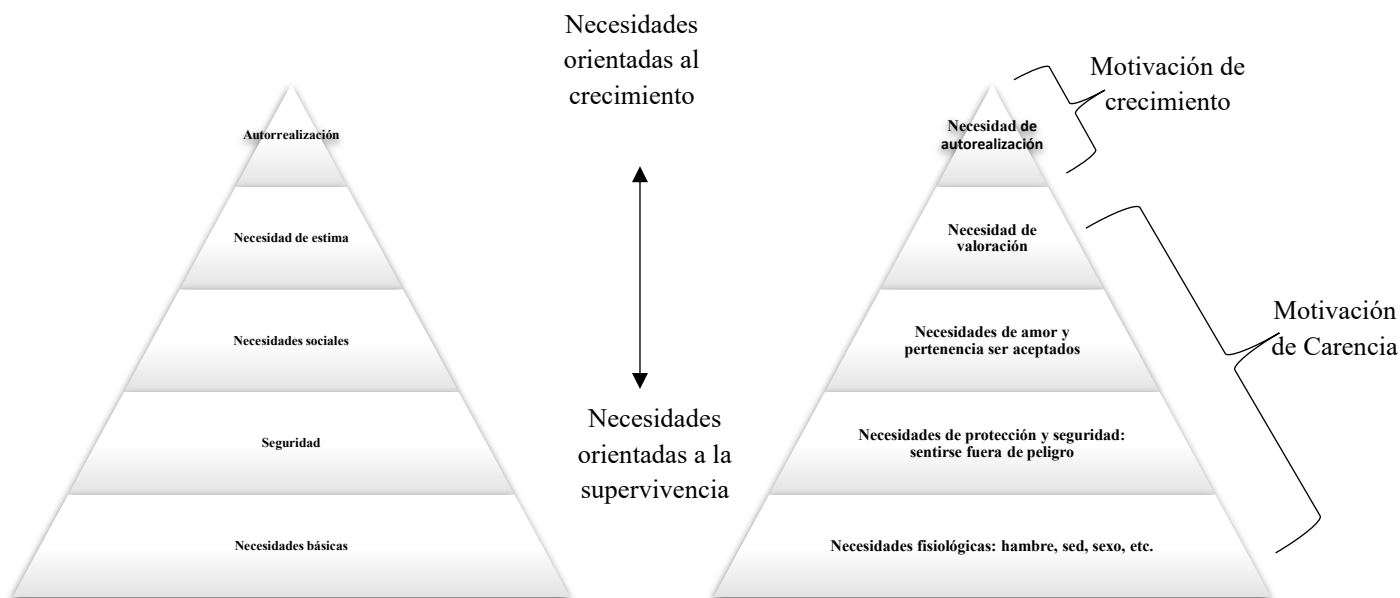 Autorrealización
Necesidad de estima
Necesidades sociales
Seguridad
Necesidades básicas
Necesidades
orientadas al
crecimiento
Necesidades
orientadas a la
supervivencia
Necesidad de
autorealización
Necesidad de
valoración
Necesidades de amor y
pertenencia ser aceptados
Necesidades de protección y seguridad:
sentirse fuera de peligro
Necesidades fisiológicas: hambre, sed, sexo, etc.
Motivación de
crecimiento
Motivación
de Carencia